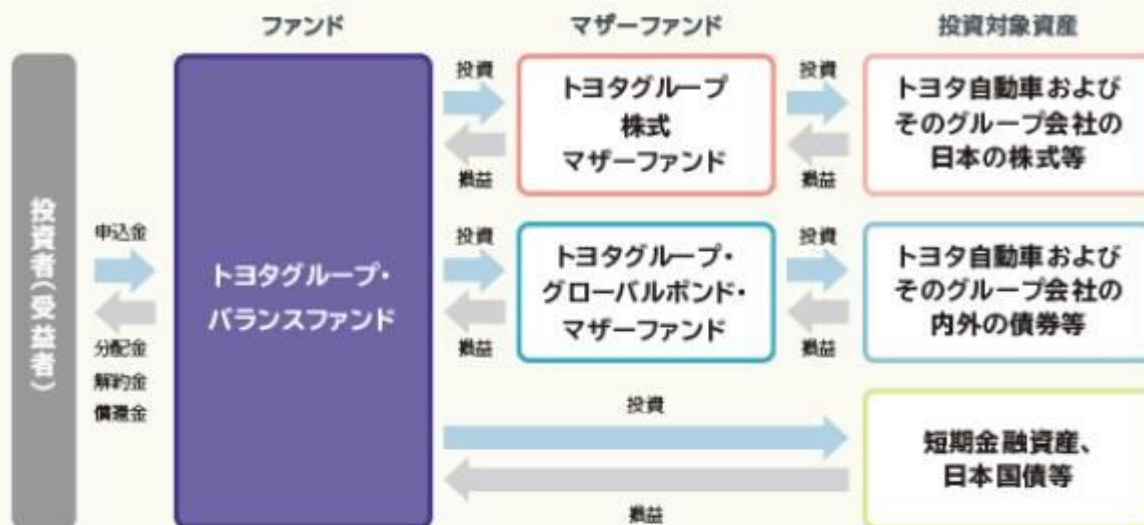 ファンド
マザーファンド
投資対象資産
投資者(受益者)
申込金
分配金
解約金
償還金
トヨタグループ・
バランスファンド
投資
損益
トヨタグループ
株式
マザーファンド
投資
損益
トヨタ自動車および
そのグループ会社の
日本の株式等
投資
損益
トヨタグループ・
グローバルボンド・
マザーファンド
投資
損益
トヨタ自動車および
そのグループ会社の
内外の債券等
投資
損益
短期金融資産、
日本国債等